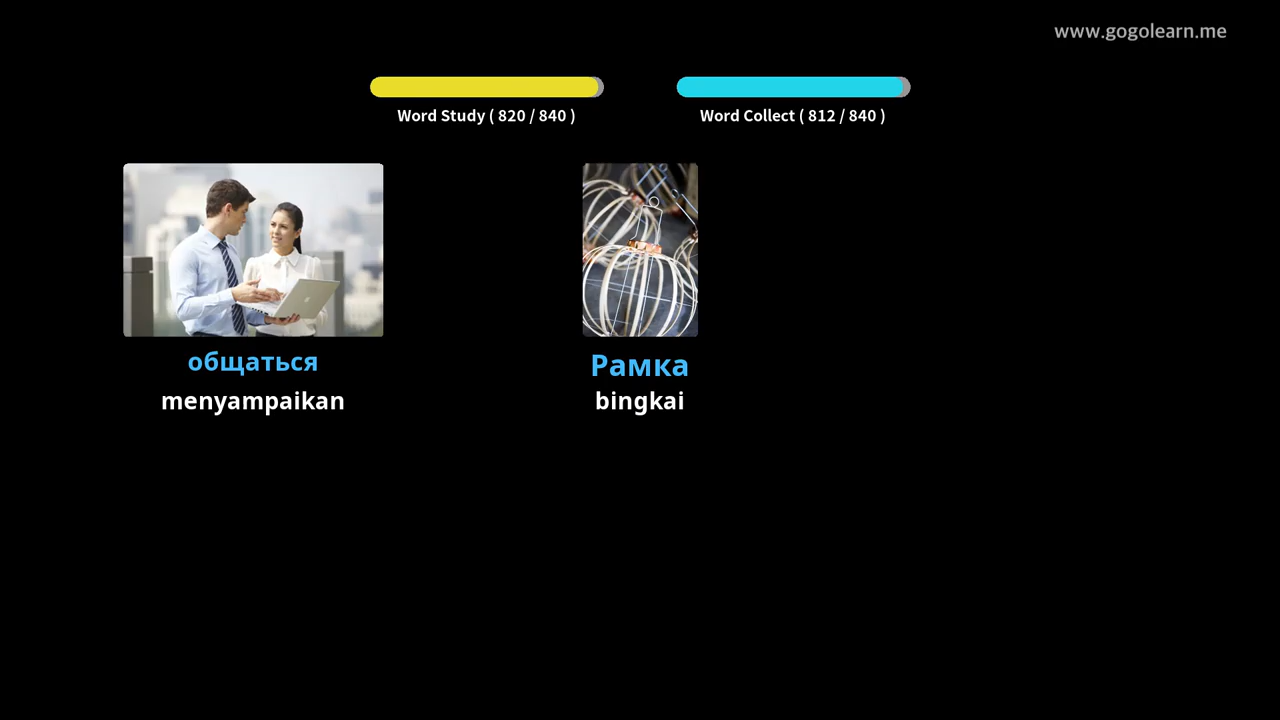 www.gogolearn.me
Word Study ( 820 / 840 )
Word Collect ( 812 / 840 )
общаться
menyampaikan
Рамка
bingkai